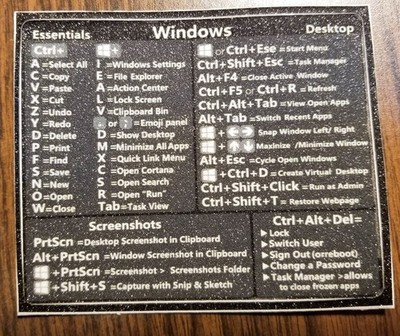 Essentials
Windows
Desktop
Ctrl+
A=Select All
C=Copy
V=Paste
X=Cut
Z=Undo
Y=Redo
D=Delete
P=Print
F=Find
S=Save
N=New
O=Open
W=Close
+
I =Windows Settings
E =File Explorer
A =Action Center
L =Lock Screen
V =Clipboard Bin
. or ; =Emoji panel
D =Show Desktop
M =Minimize All Apps
X =Quick Link Menu
C =Open Cortana
S =Open Search
R =Open "Run"
Tab=Task View
or Ctrl+Esc =Start Menu
Ctrl+Shift+Esc =Task Manager
Alt+F4 =Close Active Window
Ctrl+F5 or Ctrl+R =Refresh
Ctrl+Alt+Tab =View Open Apps
Alt+Tab =Switch Recent Apps
+ Snap Window Left/ Right
+ Maximize /Minimize Window
Alt+Esc =Cycle Open Windows
+Ctrl+D =Create Virtual Desktop
Ctrl+Shift+Click =Run as Admin
Ctrl+Shift+T =Restore Webpage
Screenshots
PrtScn =Desktop Screenshot in Clipboard
Alt+PrtScn =Window Screenshot in Clipboard
+PrtScn =Screenshot > Screenshots Folder
+Shift+S =Capture with Snip & Sketch
Ctrl+Alt+Del=
Lock
Switch User
Sign Out (orreboot)
Change a Password
Task Manager >allows
to close frozen apps